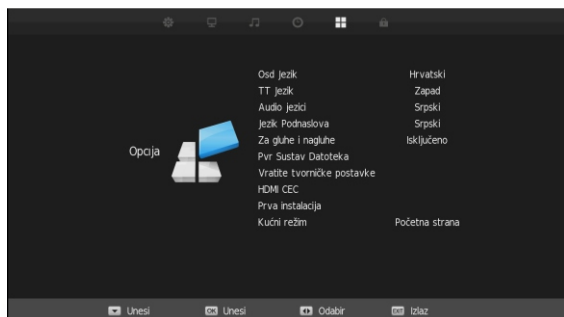 Opcija
Osd Jezik Hrvatski
TT Jezik Zapad
Audio jezici Srpski
Jezik Podnaslova Srpski
Za gluhe i nagluhe Isključeno
Pvr Sustav Datoteka
Vratite tvorničke postavke
HDMI CEC
Prva instalacija
Kućni režim Početna strana
Unesi OK Unesi Odabir EXIT Izlaz